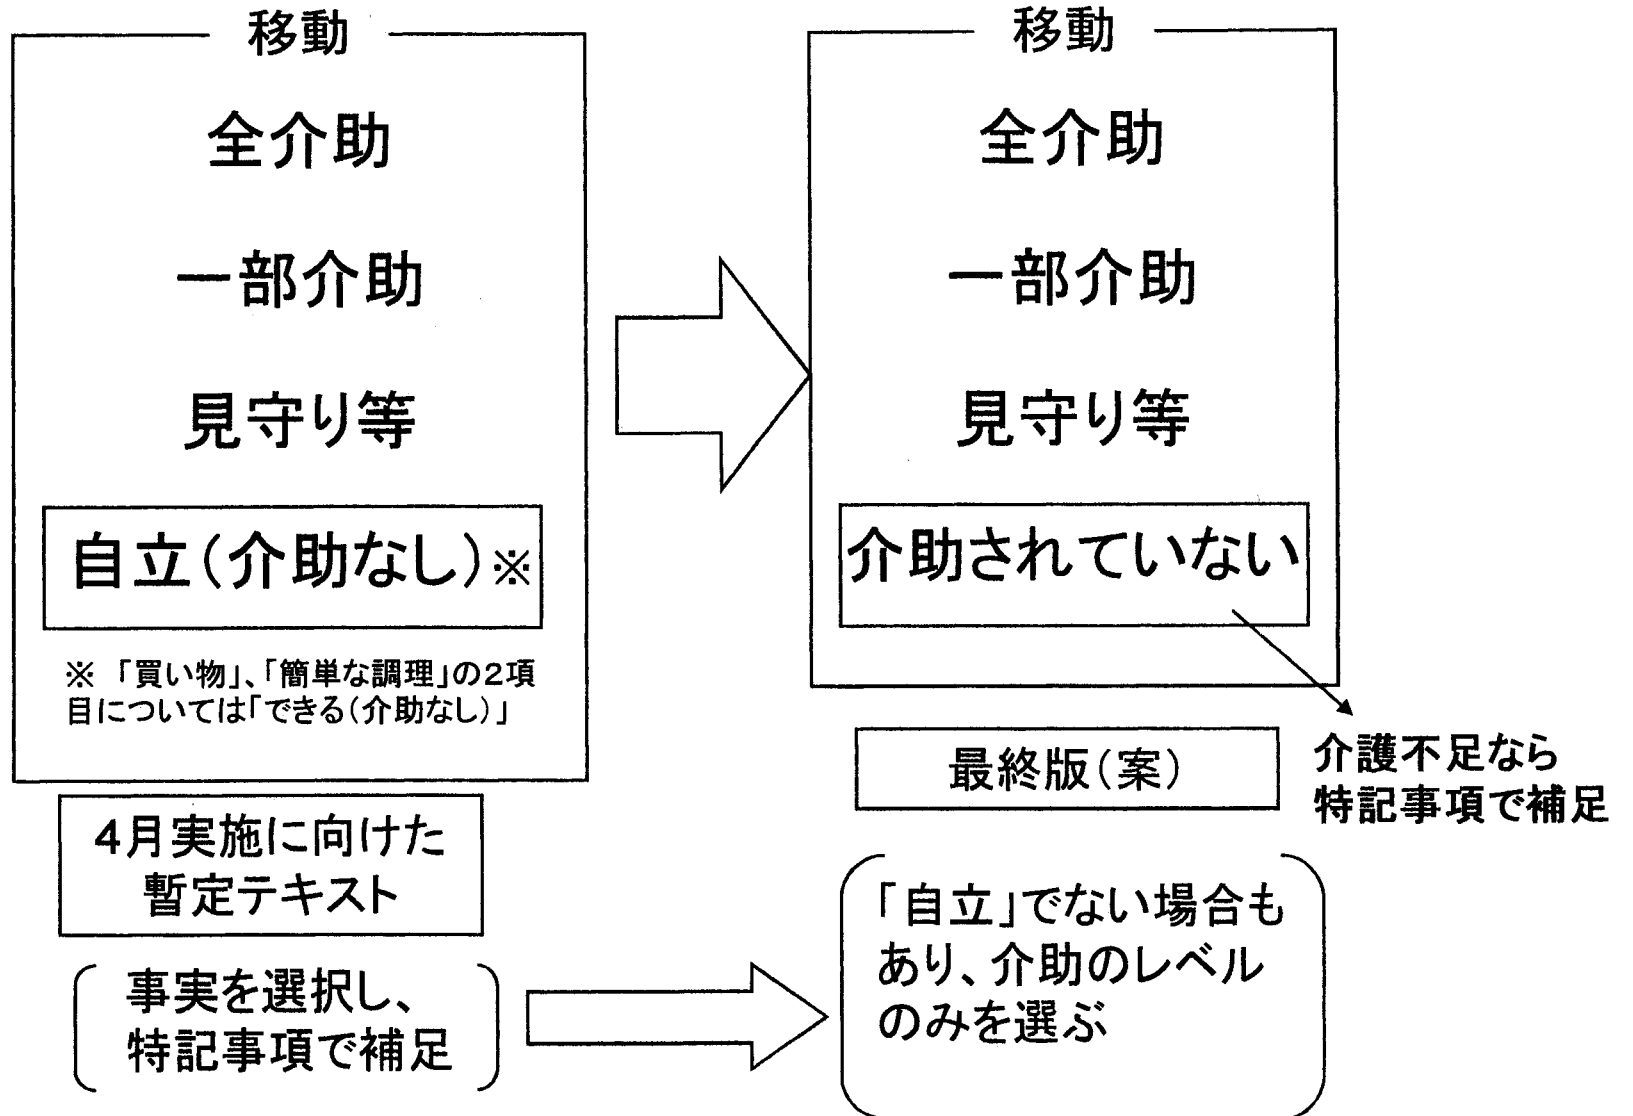 移動
全介助
一部介助
見守り等
自立(介助なし)※
※ 「買い物」、「簡単な調理」の2項
目については「できる(介助なし)」
4月実施に向けた
暫定テキスト
事実を選択し、
特記事項で補足
移動
全介助
一部介助
見守り等
介助されていない
最終版(案)
介護不足なら
特記事項で補足
「自立」でない場合も
あり、介助のレベル
のみを選ぶ